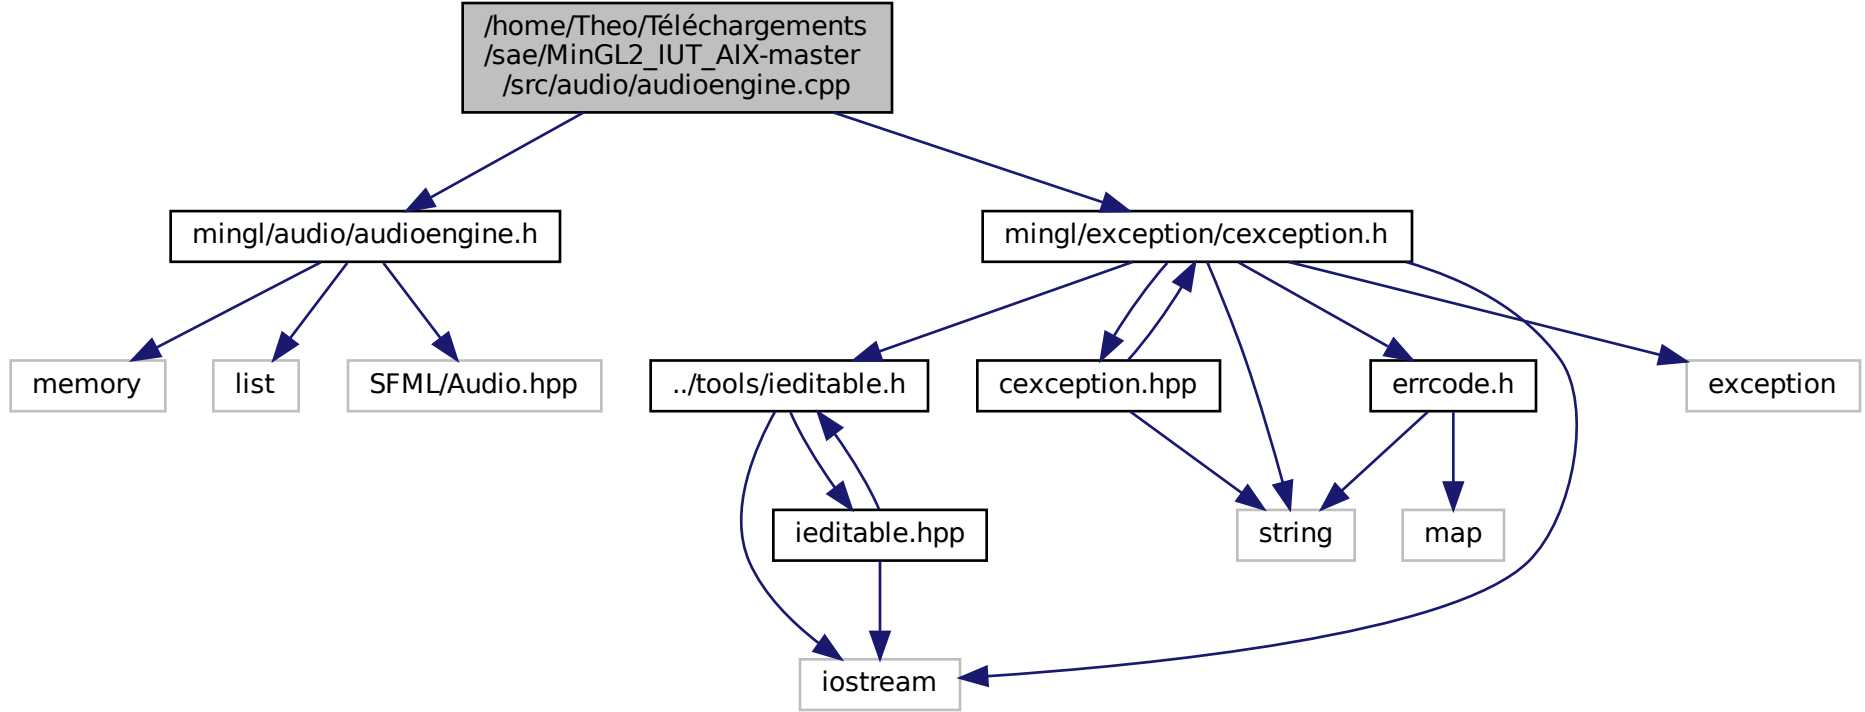 /home/Theo/Téléchargements
/sae/MinGL2_IUT_AIX-master
/src/audio/audioengine.cpp
mingl/audio/audioengine.h
mingl/exception/cexception.h
memory
list
SFML/Audio.hpp
../tools/ieditable.h
cexception.hpp
errcode.h
exception
ieditable.hpp
string
map
iostream